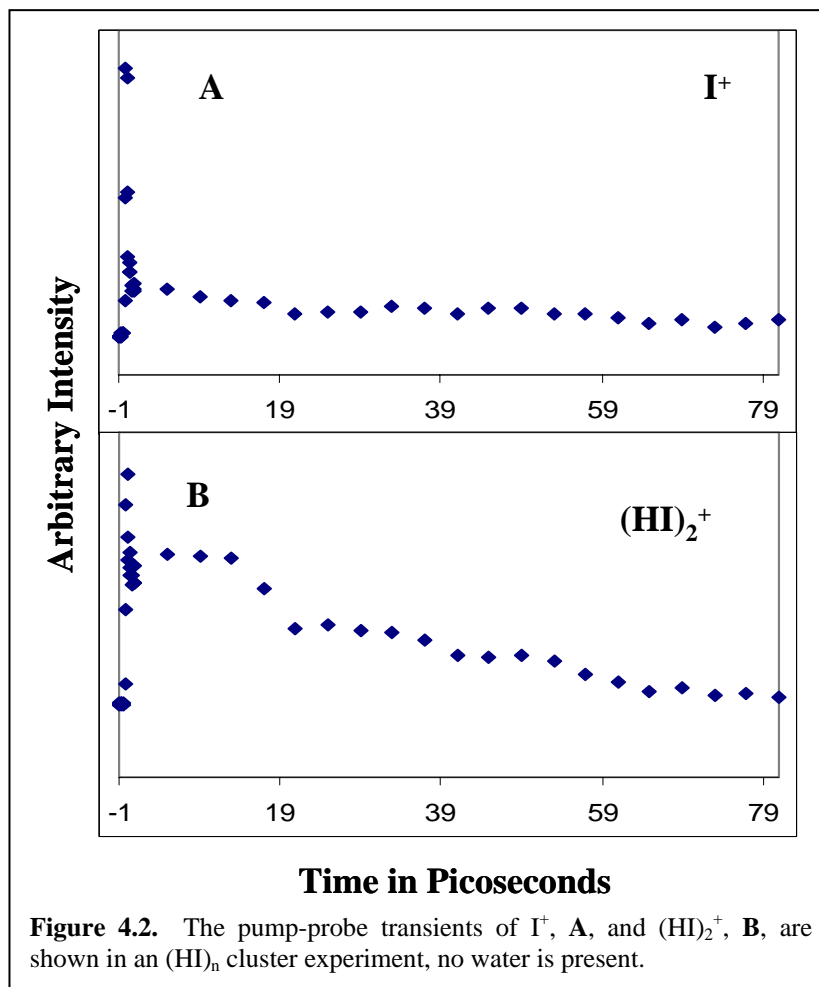 A
I⁺
-1 19 39 59 79
Arbitrary Intensity
B
(HI)₂⁺
-1 19 39 59 79
Time in Picoseconds
Figure 4.2. The pump-probe transients of I⁺, A, and (HI)₂⁺, B, are
shown in an (HI)ₙ cluster experiment, no water is present.